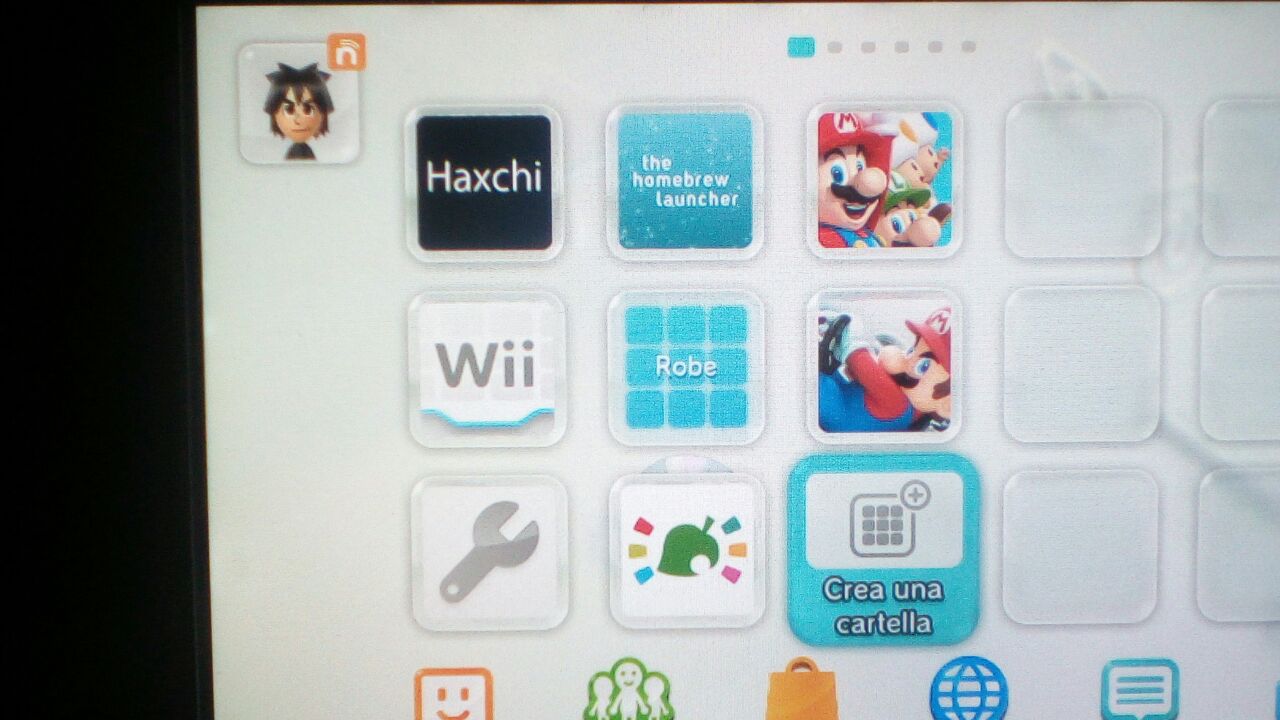 Haxchi
the
homebrew
launcher
Wii
Robe
Crea una
cartella